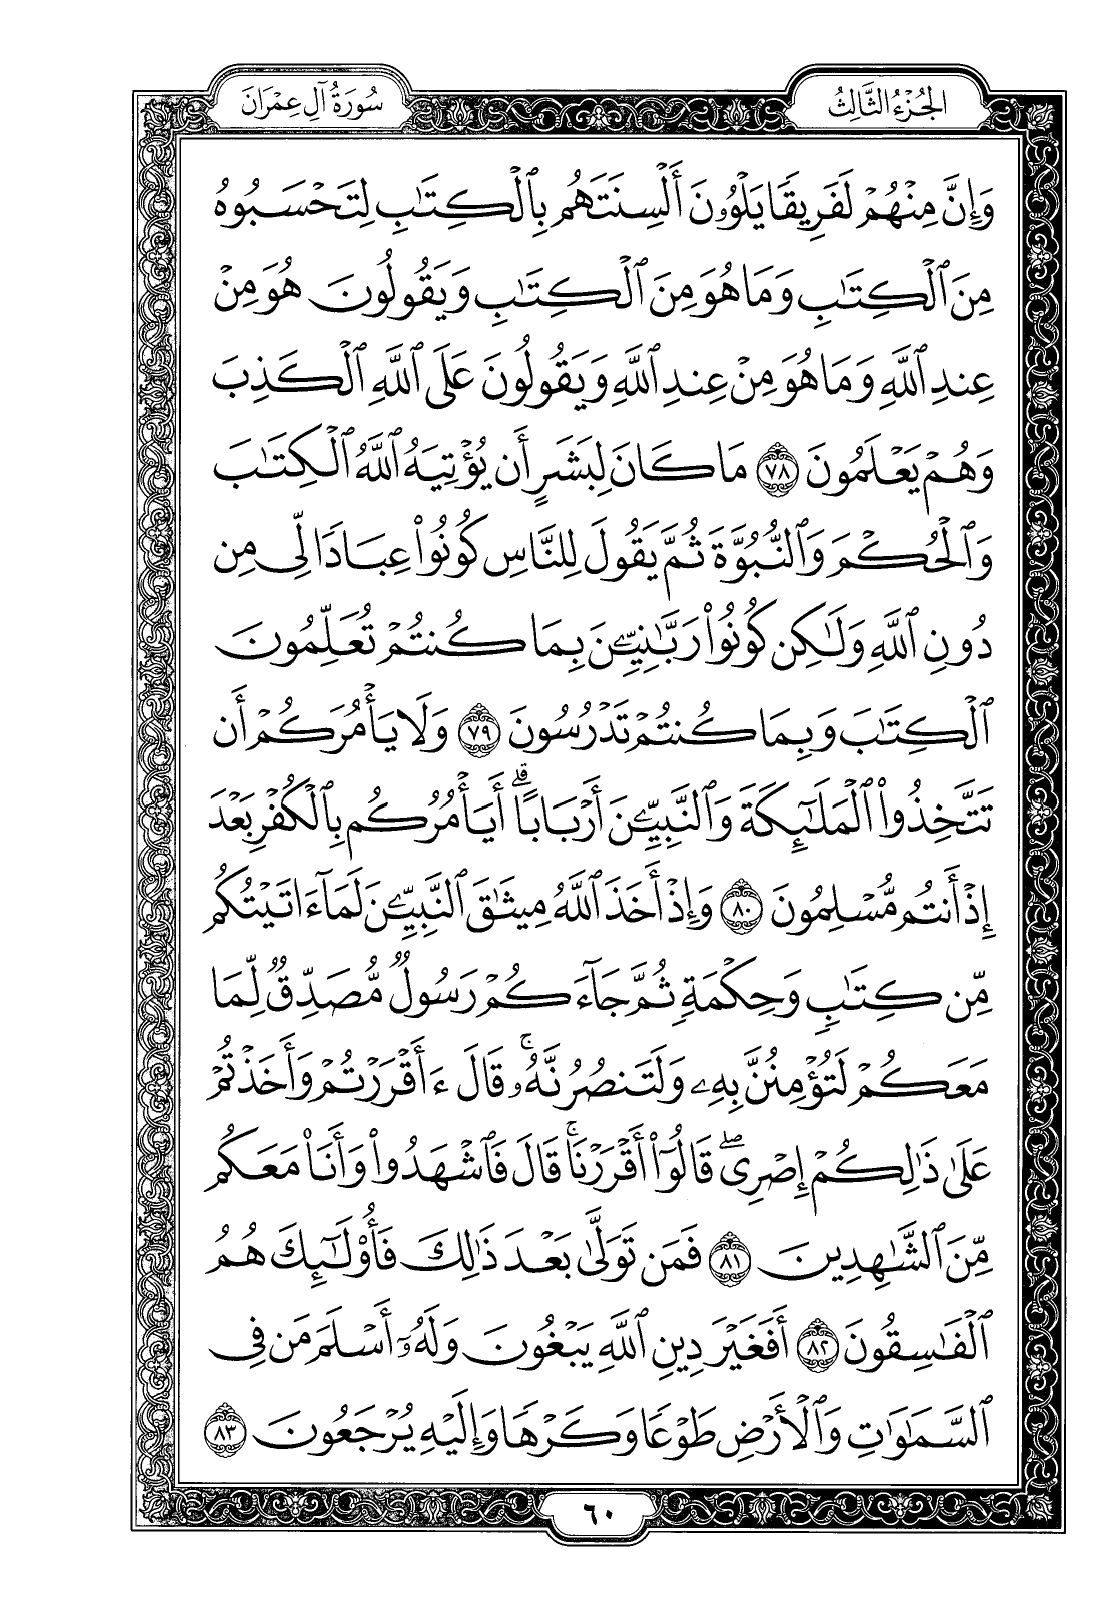 الجُزْءُ الثَّالِثُ
سُورَةُ آلِ عِمْرَانَ
وَإِنَّ مِنْهُمْ لَفَرِيقًا يَلْوُۥنَ أَلْسِنَتَهُم بِٱلْكِتَٰبِ لِتَحْسَبُوهُ
مِنَ ٱلْكِتَٰبِ وَمَا هُوَ مِنَ ٱلْكِتَٰبِ وَيَقُولُونَ هُوَ مِنْ
عِندِ ٱللَّهِ وَمَا هُوَ مِنْ عِندِ ٱللَّهِ وَيَقُولُونَ عَلَى ٱللَّهِ ٱلْكَذِبَ
وَهُمْ يَعْلَمُونَ ٧٨ مَا كَانَ لِبَشَرٍ أَن يُؤْتِيَهُ ٱللَّهُ ٱلْكِتَٰبَ
وَٱلْحُكْمَ وَٱلنُّبُوَّةَ ثُمَّ يَقُولَ لِلنَّاسِ كُونُوا۟ عِبَادًا لِّى مِن
دُونِ ٱللَّهِ وَلَٰكِن كُونُوا۟ رَبَّٰنِيِّۦنَ بِمَا كُنتُمْ تُعَلِّمُونَ
ٱلْكِتَٰبَ وَبِمَا كُنتُمْ تَدْرُسُونَ ٧٩ وَلَا يَأْمُرَكُمْ أَن
تَتَّخِذُوا۟ ٱلْمَلَٰٓئِكَةَ وَٱلنَّبِيِّۦنَ أَرْبَابًا ۗ أَيَأْمُرُكُم بِٱلْكُفْرِ بَعْدَ
إِذْ أَنتُم مُّسْلِمُونَ ٨٠ وَإِذْ أَخَذَ ٱللَّهُ مِيثَٰقَ ٱلنَّبِيِّۦنَ لَمَآ ءَاتَيْتُكُم
مِّن كِتَٰبٍ وَحِكْمَةٍ ثُمَّ جَآءَكُمْ رَسُولٌ مُّصَدِّقٌ لِّمَا
مَعَكُمْ لَتُؤْمِنُنَّ بِهِۦ وَلَتَنصُرُنَّهُۥ ۚ قَالَ ءَأَقْرَرْتُمْ وَأَخَذْتُمْ
عَلَىٰ ذَٰلِكُمْ إِصْرِى ۖ قَالُوٓا۟ أَقْرَرْنَا ۚ قَالَ فَٱشْهَدُوا۟ وَأَنَا۠ مَعَكُم
مِّنَ ٱلشَّٰهِدِينَ ٨١ فَمَن تَوَلَّىٰ بَعْدَ ذَٰلِكَ فَأُو۟لَٰٓئِكَ هُمُ
ٱلْفَٰسِقُونَ ٨٢ أَفَغَيْرَ دِينِ ٱللَّهِ يَبْغُونَ وَلَهُۥٓ أَسْلَمَ مَن فِى
ٱلسَّمَٰوَٰتِ وَٱلْأَرْضِ طَوْعًا وَكَرْهًا وَإِلَيْهِ يُرْجَعُونَ ٨٣
٦٠